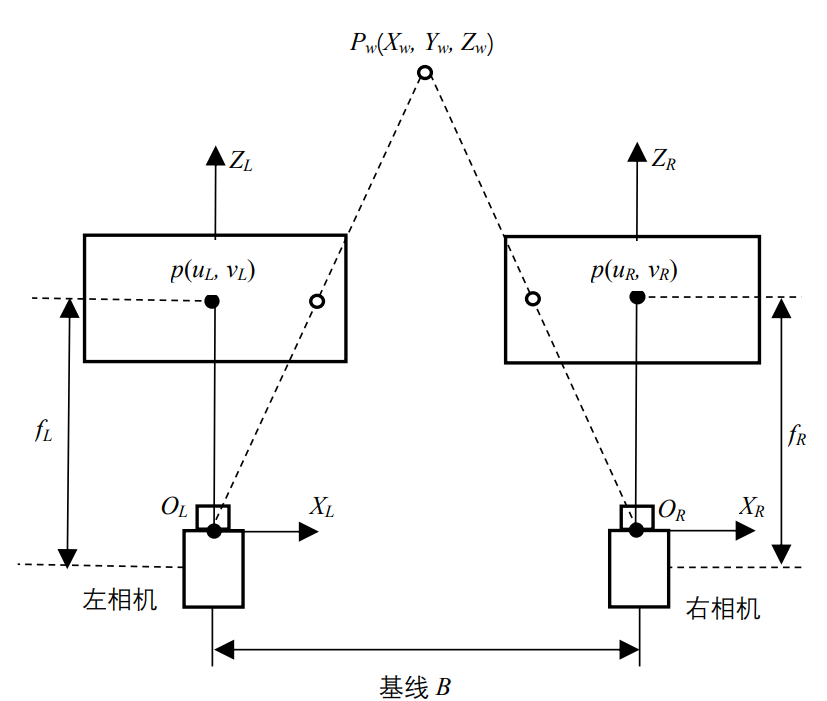 P_w(X_w, Y_w, Z_w)
Z_L
Z_R
p(u_L, v_L)
p(u_R, v_R)
f_L
f_R
O_L
X_L
O_R
X_R
左相机
右相机
基线 B